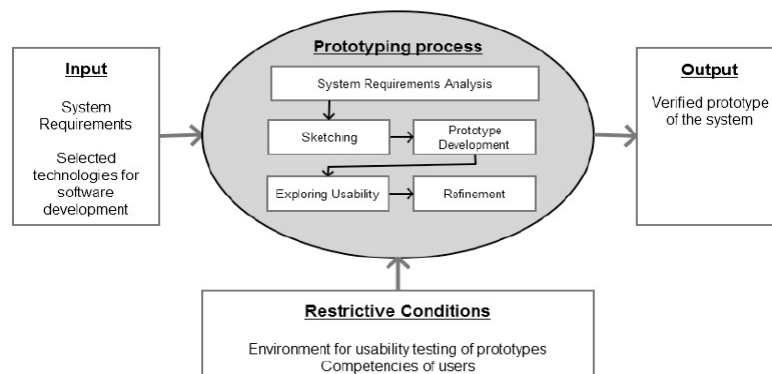 Input
System
Requirements
Selected
technologies for
software
development
Prototyping process
System Requirements Analysis
Sketching
Prototype
Development
Exploring Usability
Refinement
Output
Verified prototype
of the system
Restrictive Conditions
Environment for usability testing of prototypes
Competencies of users